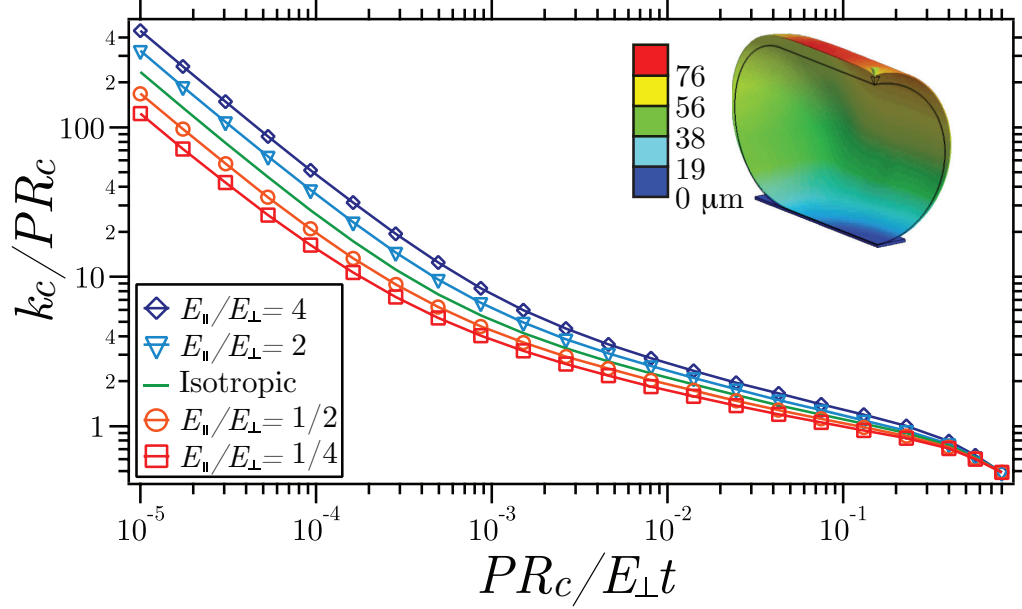 4
2
100
4
2
10
4
2
1
k_c/PR_c
76
56
38
19
0 μm
E_∥/E_⊥= 4
E_∥/E_⊥= 2
Isotropic
E_∥/E_⊥= 1/2
E_∥/E_⊥= 1/4
10⁻⁵ 10⁻⁴ 10⁻³ 10⁻² 10⁻¹
PR_c/E_⊥t